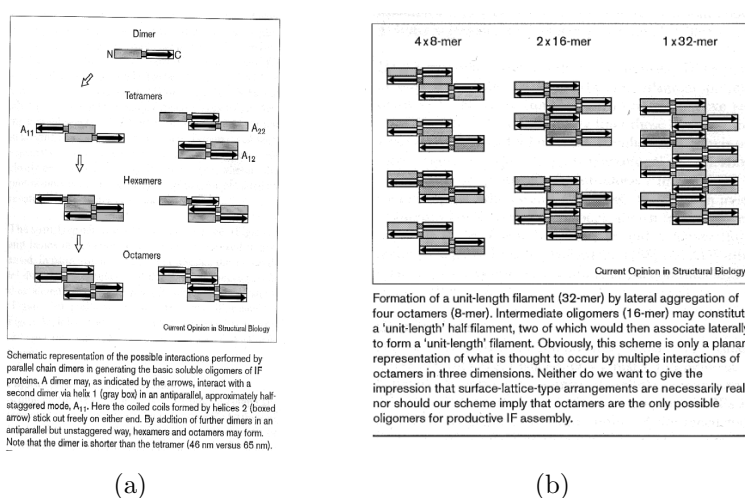 Dimer
N C
Tetramers
A11
A22
A12
Hexamers
Octamers
Current Opinion in Structural Biology
Schematic representation of the possible interactions performed by
parallel chain dimers in generating the basic soluble oligomers of IF
proteins. A dimer may, as indicated by the arrows, interact with a
second dimer via helix 1 (gray box) in an antiparallel, approximately half-
staggered mode, A11. Here the coiled coils formed by helices 2 (boxed
arrow) stick out freely on either end. By addition of further dimers in an
antiparallel but unstaggered way, hexamers and octamers may form.
Note that the dimer is shorter than the tetramer (46 nm versus 65 nm).
(a)
4x8-mer 2x16-mer 1x32-mer
Current Opinion in Structural Biology
Formation of a unit-length filament (32-mer) by lateral aggregation of
four octamers (8-mer). Intermediate oligomers (16-mer) may constitut
a 'unit-length' half filament, two of which would then associate laterally
to form a 'unit-length' filament. Obviously, this scheme is only a planar
representation of what is thought to occur by multiple interactions of
octamers in three dimensions. Neither do we want to give the
impression that surface-lattice-type arrangements are necessarily real
nor should our scheme imply that octamers are the only possible
oligomers for productive IF assembly.
(b)